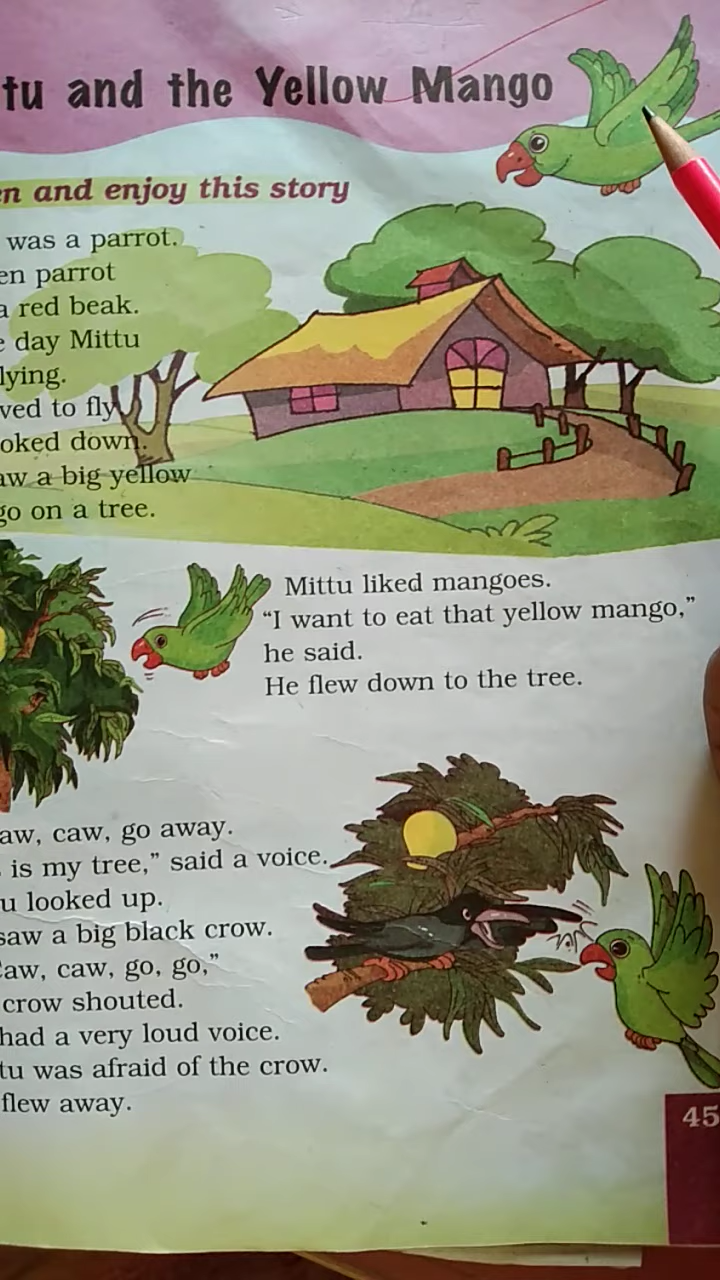 tu and the Yellow Mango
en and enjoy this story
was a parrot.
en parrot
a red beak.
e day Mittu
lying.
ved to fly
oked down.
aw a big yellow
go on a tree.
Mittu liked mangoes.
“I want to eat that yellow mango,”
he said.
He flew down to the tree.
aw, caw, go away.
is my tree,” said a voice.
u looked up.
saw a big black crow.
Caw, caw, go, go,”
crow shouted.
had a very loud voice.
tu was afraid of the crow.
flew away.
45